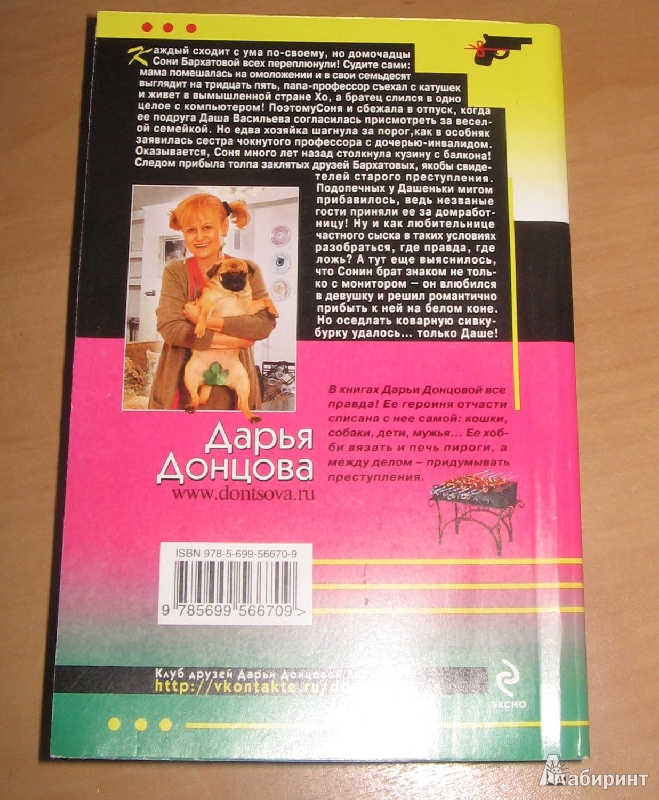 Каждый сходит с ума по-своему, но домочадцы
Сони Бархатовой всех переплюнули! Судите сами:
мама помешалась на омоложении и в свои семьдесят
выглядит на тридцать пять, папа-профессор съехал с катушек
и живет в вымышленной стране Хо, а братец слился в одно
целое с компьютером! ПоэтомуСоня и сбежала в отпуск, когда
ее подруга Даша Васильева согласилась присмотреть за весе-
лой семейкой. Но едва хозяйка шагнула за порог,как в особняк
заявилась сестра чокнутого профессора с дочерью-инвалидом.
Оказывается, Соня много лет назад столкнула кузину с балкона!
Следом прибыла толпа заклятых друзей Бархатовых, якобы свиде-
телей старого преступления.
Подопечных у Дашеньки мигом
прибавилось, ведь незваные
гости приняли ее за домработ-
ницу! Ну и как любительнице
частного сыска в таких условиях
разобраться, где правда, где
ложь? А тут еще выяснилось,
что Сонин брат знаком не толь-
ко с монитором – он влюбился
в девушку и решил романтично
прибыть к ней на белом коне.
Но оседлать коварную сивку-
бурку удалось... только Даше!
В книгах Дарьи Донцовой все
правда! Ее героиня отчасти
списана с нее самой: кошки,
собаки, дети, мужья... Ее хоб-
би вязать и печь пироги, а
между делом – придумывать
преступления.
Дарья
Донцова
www.dontsova.ru
ISBN 978-5-699-56670-9
9 785699 566709 >
Клуб друзей Дарьи Донцовой
http://vkontakte.ru/do
ЭКСМО
Лабиринт